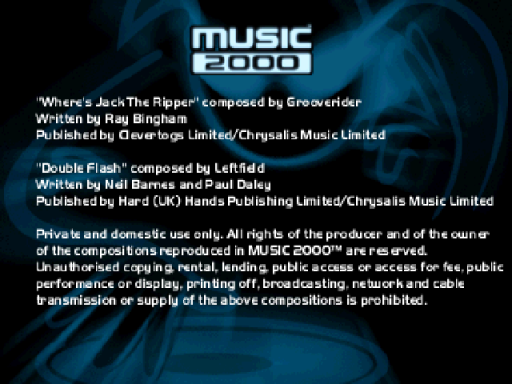 MUSIC
2000
"Where's Jack The Ripper" composed by Grooverider
Written by Ray Bingham
Published by Clevertogs Limited/Chrysalis Music Limited
"Double Flash" composed by Leftfield
Written by Neil Barnes and Paul Daley
Published by Hard (UK) Hands Publishing Limited/Chrysalis Music Limited
Private and domestic use only. All rights of the producer and of the owner
of the compositions reproduced in MUSIC 2000™ are reserved.
Unauthorised copying, rental, lending, public access or access for fee, public
performance or display, printing off, broadcasting, network and cable
transmission or supply of the above compositions is prohibited.